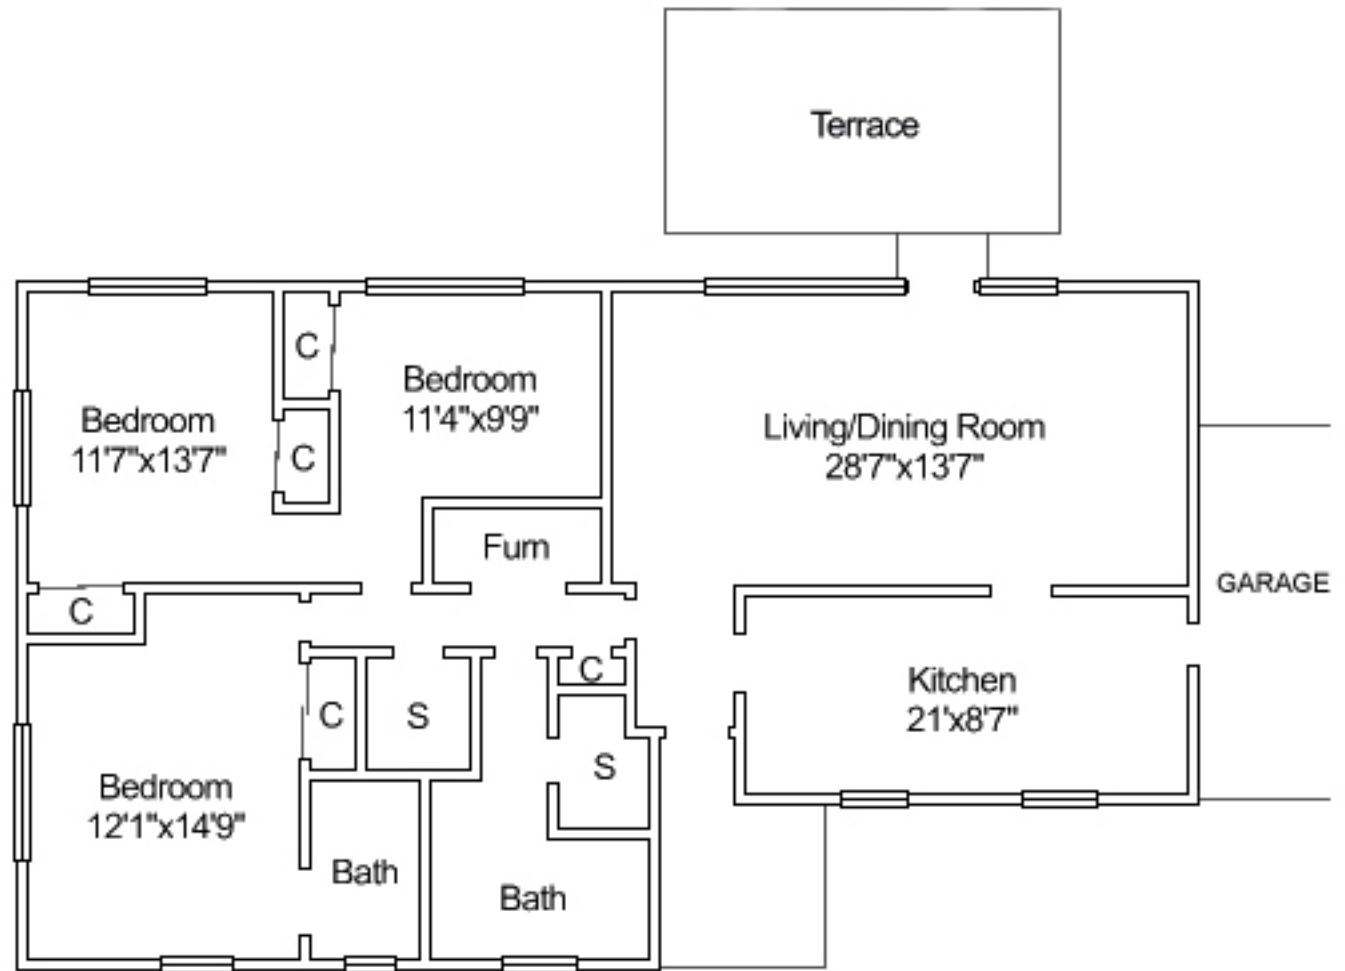 Terrace
C
Bedroom
11'4"x9'9"
Bedroom
11'7"x13'7"
C
Living/Dining Room
28'7"x13'7"
Furn
GARAGE
C
C
Kitchen
21'x8'7"
C
S
S
Bedroom
12'1"x14'9"
Bath
Bath